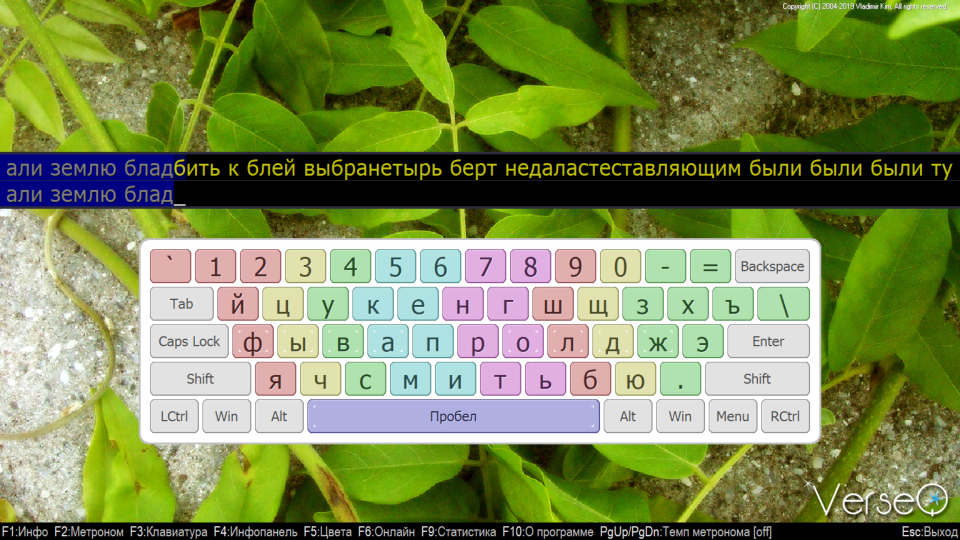 Copyright (C) 2004-2019 Vladimir Kim, All rights reserved.
али землю бладбить к блей выбранетырь берт недаластеставляющим были были были ту
али землю блад_
` 1 2 3 4 5 6 7 8 9 0 - = Backspace
Tab й ц у к е н г ш щ з х ъ \
Caps Lock ф ы в а п р о л д ж э Enter
Shift я ч с м и т ь б ю . Shift
LCtrl Win Alt Пробел Alt Win Menu RCtrl
VerseQ
F1:Инфо F2:Метроном F3:Клавиатура F4:Инфопанель F5:Цвета F6:Онлайн F9:Статистика F10:О программе PgUp/PgDn:Темп метронома [off] Esc:Выход